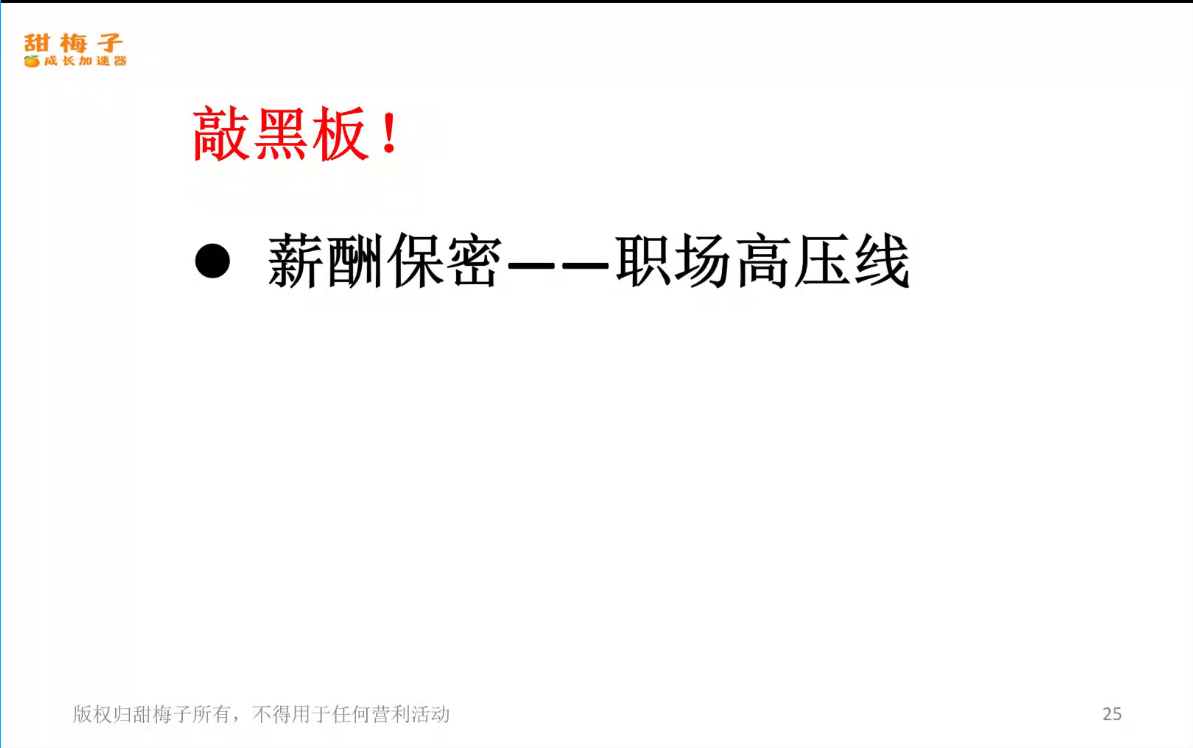 甜梅子
成长加速器
敲黑板！
● 薪酬保密——职场高压线
版权归甜梅子所有，不得用于任何营利活动
25